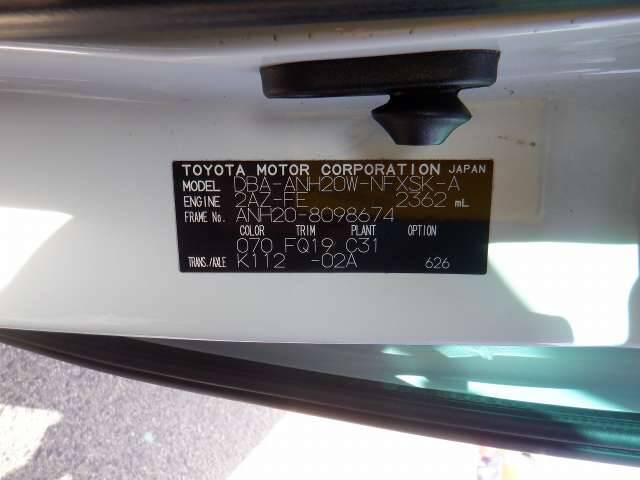 TOYOTA MOTOR CORPORATION JAPAN
MODEL DBA-ANH20W-NFXSK-A
ENGINE 2AZ-FE 2362 mL
FRAME No. ANH20-8098674
COLOR TRIM PLANT OPTION
070 FQ19 C31
TRANS./AXLE K112 -02A 626